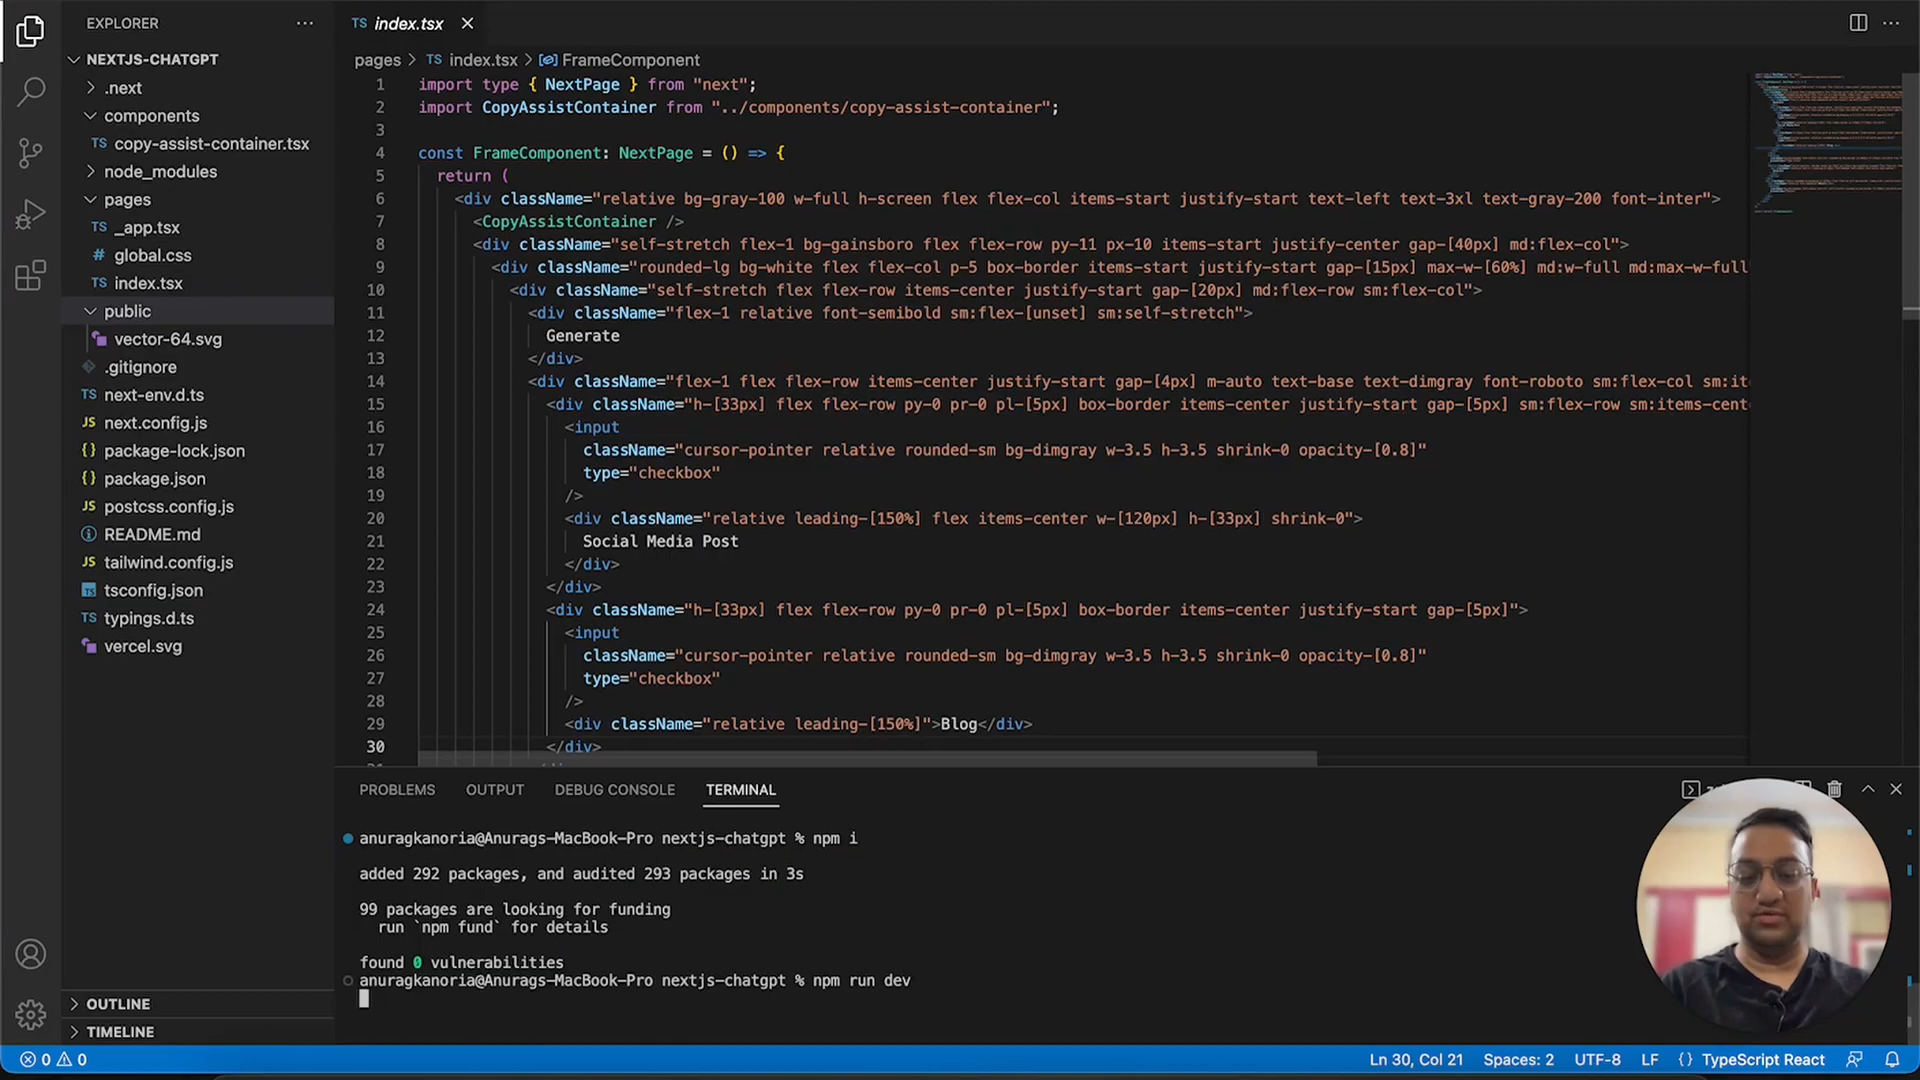 EXPLORER
NEXTJS-CHATGPT
.next
components
TS copy-assist-container.tsx
node_modules
pages
TS _app.tsx
# global.css
TS index.tsx
public
vector-64.svg
.gitignore
TS next-env.d.ts
JS next.config.js
{} package-lock.json
{} package.json
JS postcss.config.js
README.md
JS tailwind.config.js
TS tsconfig.json
TS typings.d.ts
vercel.svg
OUTLINE
TIMELINE
TS index.tsx
pages > TS index.tsx > FrameComponent
1 import type { NextPage } from "next";
2 import CopyAssistContainer from "../components/copy-assist-container";
3
4 const FrameComponent: NextPage = () => {
5 return (
6 <div className="relative bg-gray-100 w-full h-screen flex flex-col items-start justify-start text-left text-3xl text-gray-200 font-inter">
7 <CopyAssistContainer />
8 <div className="self-stretch flex-1 bg-gainsboro flex flex-row py-11 px-10 items-start justify-center gap-[40px] md:flex-col">
9 <div className="rounded-lg bg-white flex flex-col p-5 box-border items-start justify-start gap-[15px] max-w-[60%] md:w-full md:max-w-full"
10 <div className="self-stretch flex flex-row items-center justify-start gap-[20px] md:flex-row sm:flex-col">
11 <div className="flex-1 relative font-semibold sm:flex-[unset] sm:self-stretch">
12 Generate
13 </div>
14 <div className="flex-1 flex flex-row items-center justify-start gap-[4px] m-auto text-base text-dimgray font-roboto sm:flex-col sm:it
15 <div className="h-[33px] flex flex-row py-0 pr-0 pl-[5px] box-border items-center justify-start gap-[5px] sm:flex-row sm:items-cent
16 <input
17 className="cursor-pointer relative rounded-sm bg-dimgray w-3.5 h-3.5 shrink-0 opacity-[0.8]"
18 type="checkbox"
19 />
20 <div className="relative leading-[150%] flex items-center w-[120px] h-[33px] shrink-0">
21 Social Media Post
22 </div>
23 </div>
24 <div className="h-[33px] flex flex-row py-0 pr-0 pl-[5px] box-border items-center justify-start gap-[5px]">
25 <input
26 className="cursor-pointer relative rounded-sm bg-dimgray w-3.5 h-3.5 shrink-0 opacity-[0.8]"
27 type="checkbox"
28 />
29 <div className="relative leading-[150%]">Blog</div>
30 </div>
PROBLEMS OUTPUT DEBUG CONSOLE TERMINAL
anuragkanoria@Anurags-MacBook-Pro nextjs-chatgpt % npm i
added 292 packages, and audited 293 packages in 3s
99 packages are looking for funding
run `npm fund` for details
found 0 vulnerabilities
anuragkanoria@Anurags-MacBook-Pro nextjs-chatgpt % npm run dev
0 0 Ln 30, Col 21 Spaces: 2 UTF-8 LF {} TypeScript React